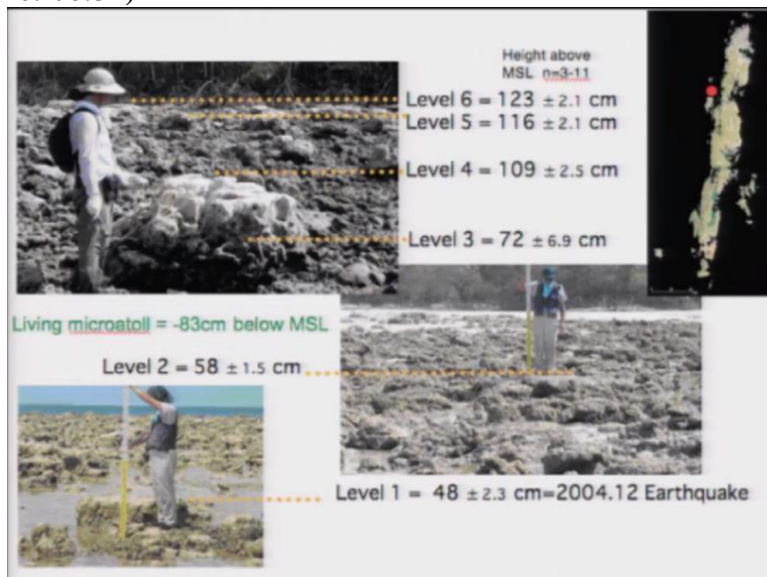 Height above
MSL n=3-11
Level 6 = 123 ± 2.1 cm
Level 5 = 116 ± 2.1 cm
Level 4 = 109 ± 2.5 cm
Level 3 = 72 ± 6.9 cm
Living microatoll = -83cm below MSL
Level 2 = 58 ± 1.5 cm
Level 1 = 48 ± 2.3 cm=2004.12 Earthquake